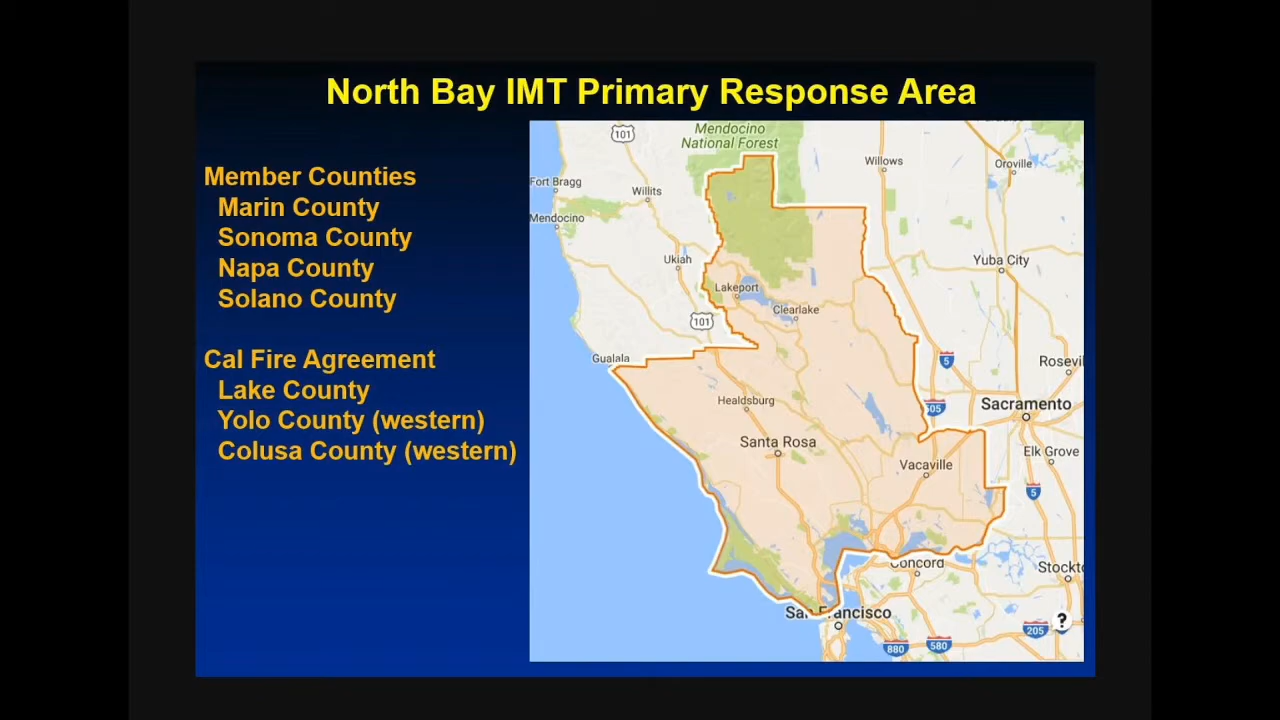 North Bay IMT Primary Response Area
Member Counties
Marin County
Sonoma County
Napa County
Solano County
Cal Fire Agreement
Lake County
Yolo County (western)
Colusa County (western)
101
Mendocino
National Forest
Willows
Oroville
Fort Bragg
Willits
Mendocino
Ukiah
Yuba City
Lakeport
Clearlake
101
Gualala
5
Rosevi
Healdsburg
505
Sacramento
Santa Rosa
Elk Grove
Vacaville
5
Concord
Stockto
San Francisco
205
?
880
580